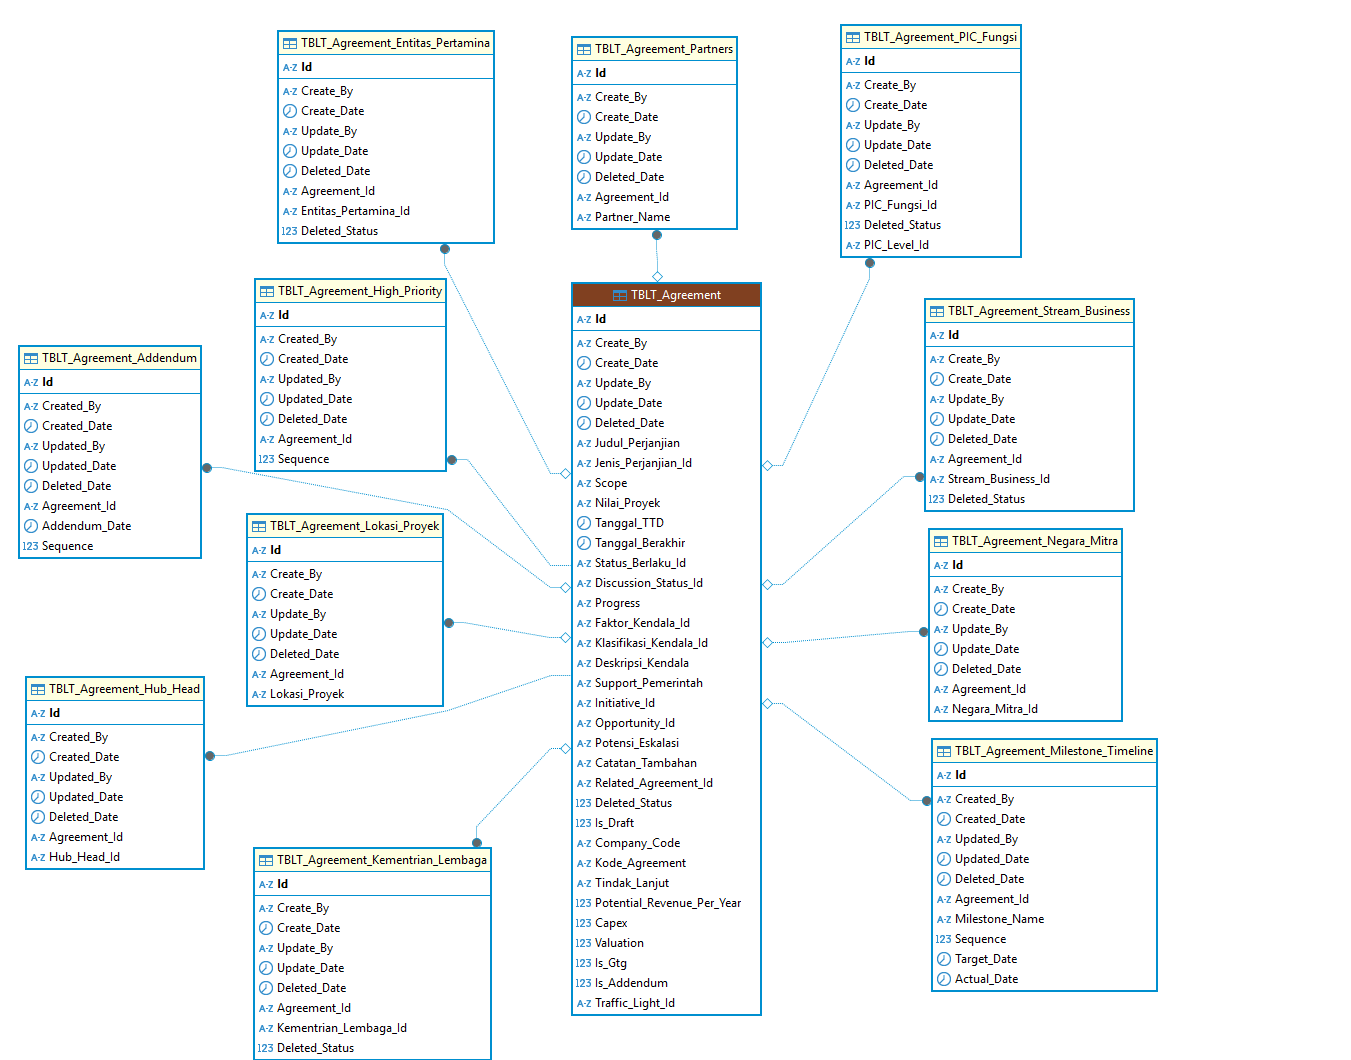 TBLT_Agreement_Entitas_Pertamina
A-Z Id
A-Z Create_By
Create_Date
A-Z Update_By
Update_Date
Deleted_Date
A-Z Agreement_Id
A-Z Entitas_Pertamina_Id
123 Deleted_Status
TBLT_Agreement_Partners
A-Z Id
A-Z Create_By
Create_Date
A-Z Update_By
Update_Date
Deleted_Date
A-Z Agreement_Id
A-Z Partner_Name
TBLT_Agreement_PIC_Fungsi
A-Z Id
A-Z Create_By
Create_Date
A-Z Update_By
Update_Date
Deleted_Date
A-Z Agreement_Id
A-Z PIC_Fungsi_Id
123 Deleted_Status
A-Z PIC_Level_Id
TBLT_Agreement_High_Priority
A-Z Id
A-Z Created_By
Created_Date
A-Z Updated_By
Updated_Date
Deleted_Date
A-Z Agreement_Id
123 Sequence
TBLT_Agreement
A-Z Id
A-Z Create_By
Create_Date
A-Z Update_By
Update_Date
Deleted_Date
A-Z Judul_Perjanjian
A-Z Jenis_Perjanjian_Id
A-Z Scope
A-Z Nilai_Proyek
Tanggal_TTD
Tanggal_Berakhir
A-Z Status_Berlaku_Id
A-Z Discussion_Status_Id
A-Z Progress
A-Z Faktor_Kendala_Id
A-Z Klasifikasi_Kendala_Id
A-Z Deskripsi_Kendala
A-Z Support_Pemerintah
A-Z Initiative_Id
A-Z Opportunity_Id
A-Z Potensi_Eskalasi
A-Z Catatan_Tambahan
A-Z Related_Agreement_Id
123 Deleted_Status
123 Is_Draft
A-Z Company_Code
A-Z Kode_Agreement
A-Z Tindak_Lanjut
123 Potential_Revenue_Per_Year
123 Capex
123 Valuation
123 Is_Gtg
123 Is_Addendum
A-Z Traffic_Light_Id
TBLT_Agreement_Stream_Business
A-Z Id
A-Z Create_By
Create_Date
A-Z Update_By
Update_Date
Deleted_Date
A-Z Agreement_Id
A-Z Stream_Business_Id
123 Deleted_Status
TBLT_Agreement_Addendum
A-Z Id
A-Z Created_By
Created_Date
A-Z Updated_By
Updated_Date
Deleted_Date
A-Z Agreement_Id
Addendum_Date
123 Sequence
TBLT_Agreement_Lokasi_Proyek
A-Z Id
A-Z Create_By
Create_Date
A-Z Update_By
Update_Date
Deleted_Date
A-Z Agreement_Id
A-Z Lokasi_Proyek
TBLT_Agreement_Negara_Mitra
A-Z Id
A-Z Create_By
Create_Date
A-Z Update_By
Update_Date
Deleted_Date
A-Z Agreement_Id
A-Z Negara_Mitra_Id
TBLT_Agreement_Hub_Head
A-Z Id
A-Z Created_By
Created_Date
A-Z Updated_By
Updated_Date
Deleted_Date
A-Z Agreement_Id
A-Z Hub_Head_Id
TBLT_Agreement_Milestone_Timeline
A-Z Id
A-Z Created_By
Created_Date
A-Z Updated_By
Updated_Date
Deleted_Date
A-Z Agreement_Id
A-Z Milestone_Name
123 Sequence
Target_Date
Actual_Date
TBLT_Agreement_Kementrian_Lembaga
A-Z Id
A-Z Create_By
Create_Date
A-Z Update_By
Update_Date
Deleted_Date
A-Z Agreement_Id
A-Z Kementrian_Lembaga_Id
123 Deleted_Status